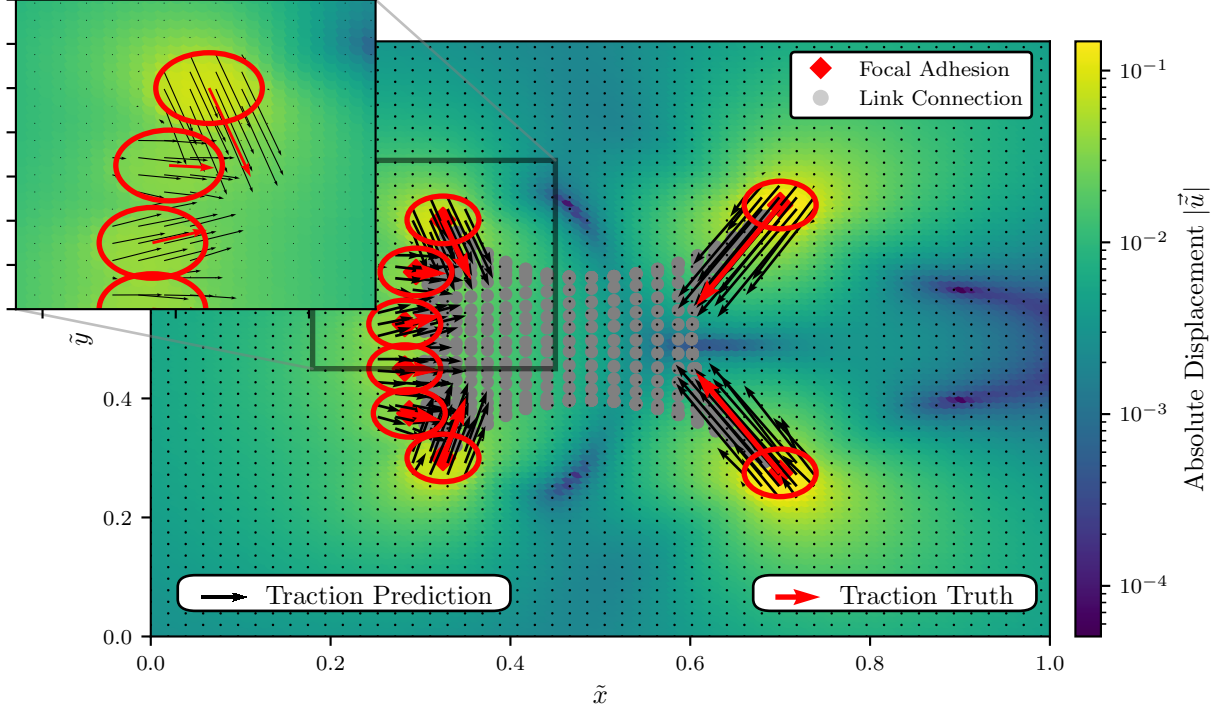 Focal Adhesion
Link Connection
Traction Prediction
Traction Truth
0.0
0.2
0.4
0.0
0.2
0.4
0.6
0.8
1.0
x̃
ỹ
10⁻¹
10⁻²
10⁻³
10⁻⁴
Absolute Displacement |ũ⃗|